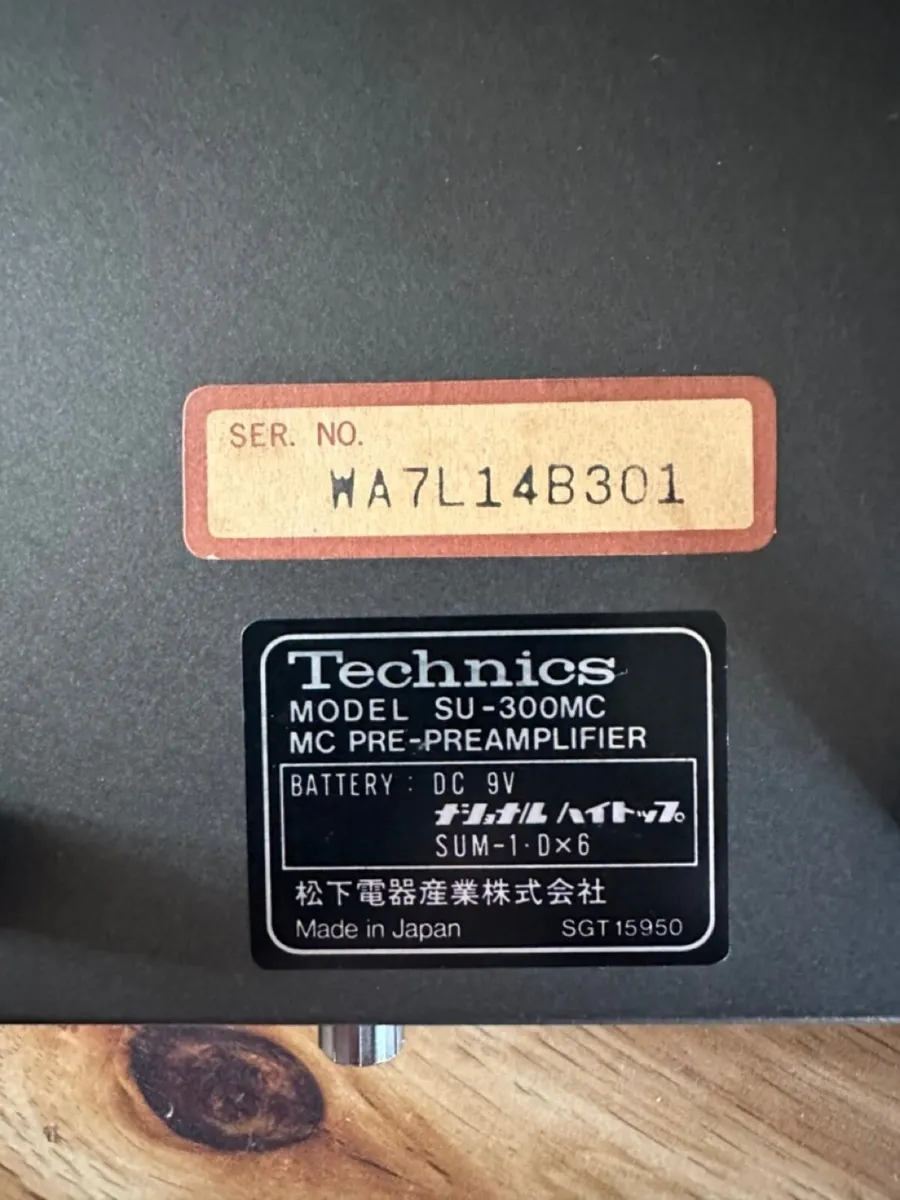 SER. NO.
WA7L14B301
Technics
MODEL SU-300MC
MC PRE-PREAMPLIFIER
BATTERY : DC 9V
ナショナル ハイトップ®
SUM-1·D×6
松下電器産業株式会社
Made in Japan SGT15950